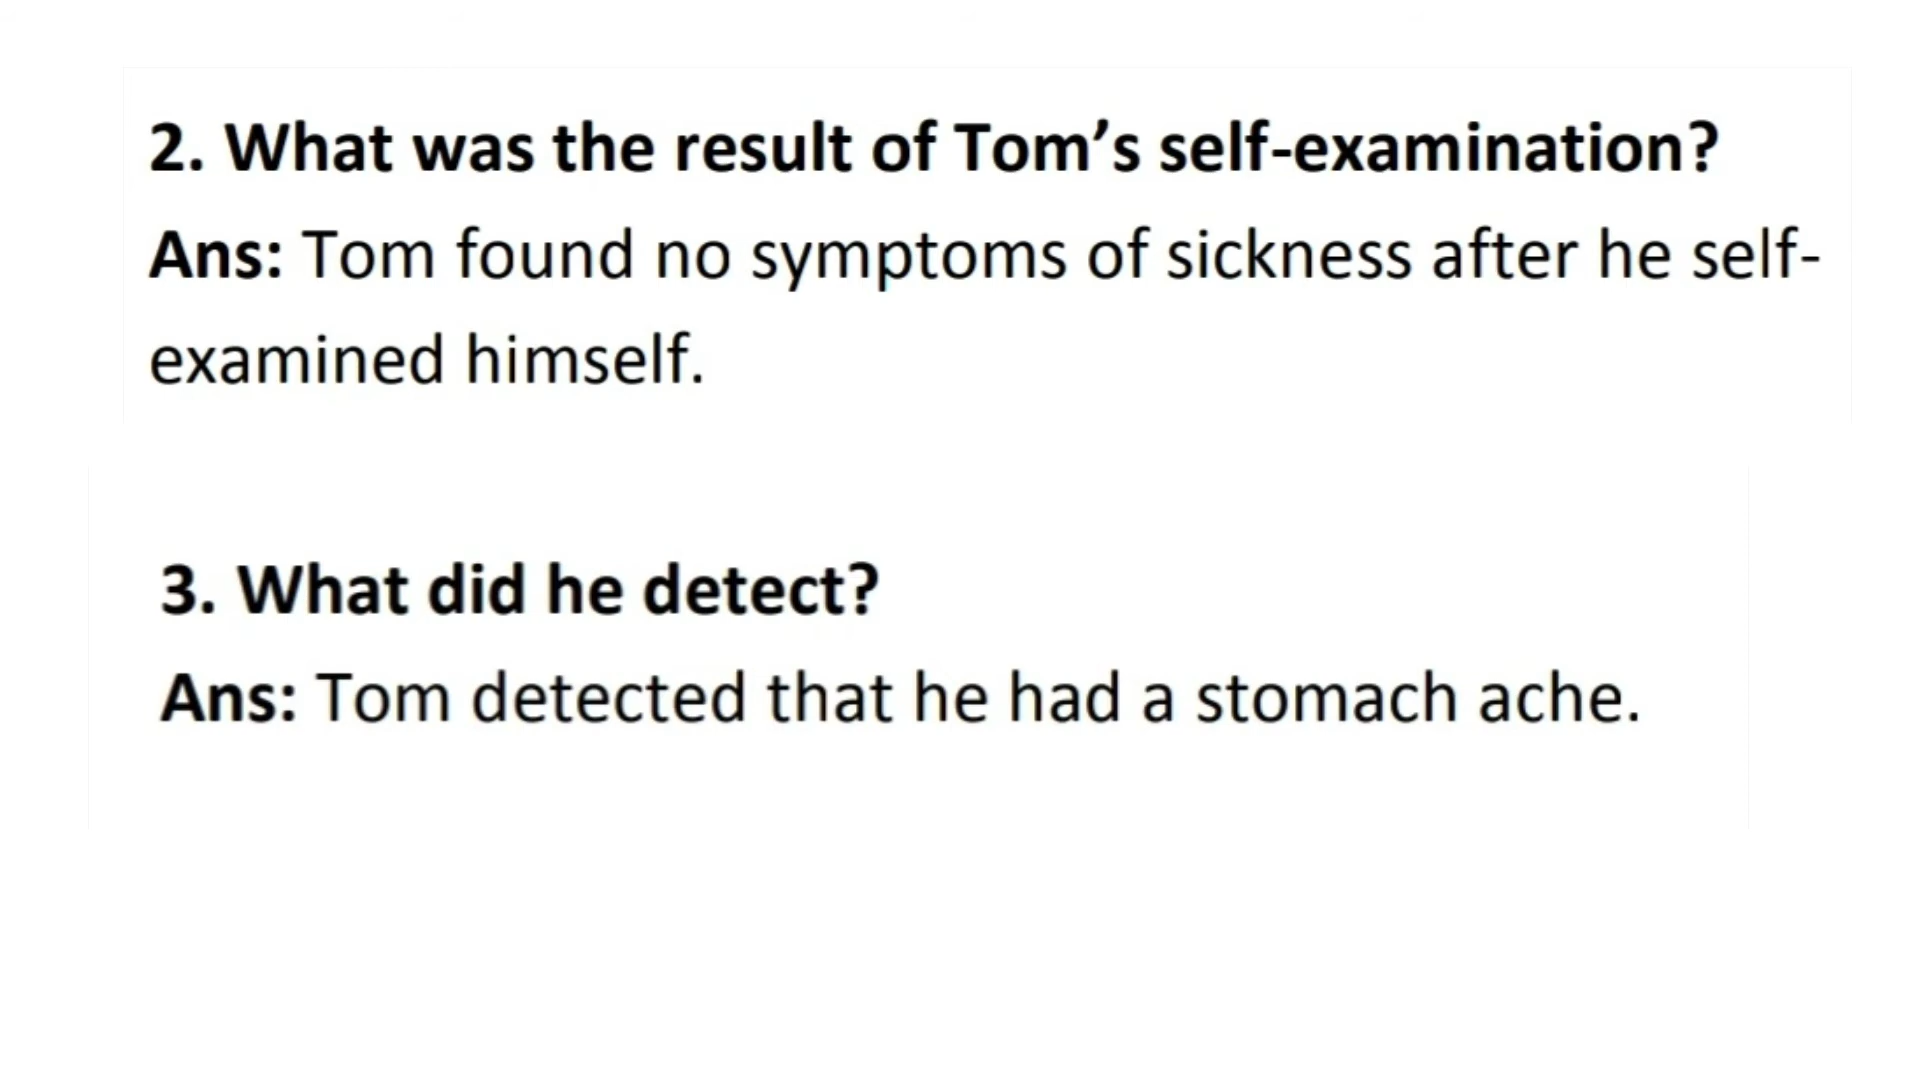 2. What was the result of Tom’s self-examination?
Ans: Tom found no symptoms of sickness after he self-
examined himself.
3. What did he detect?
Ans: Tom detected that he had a stomach ache.